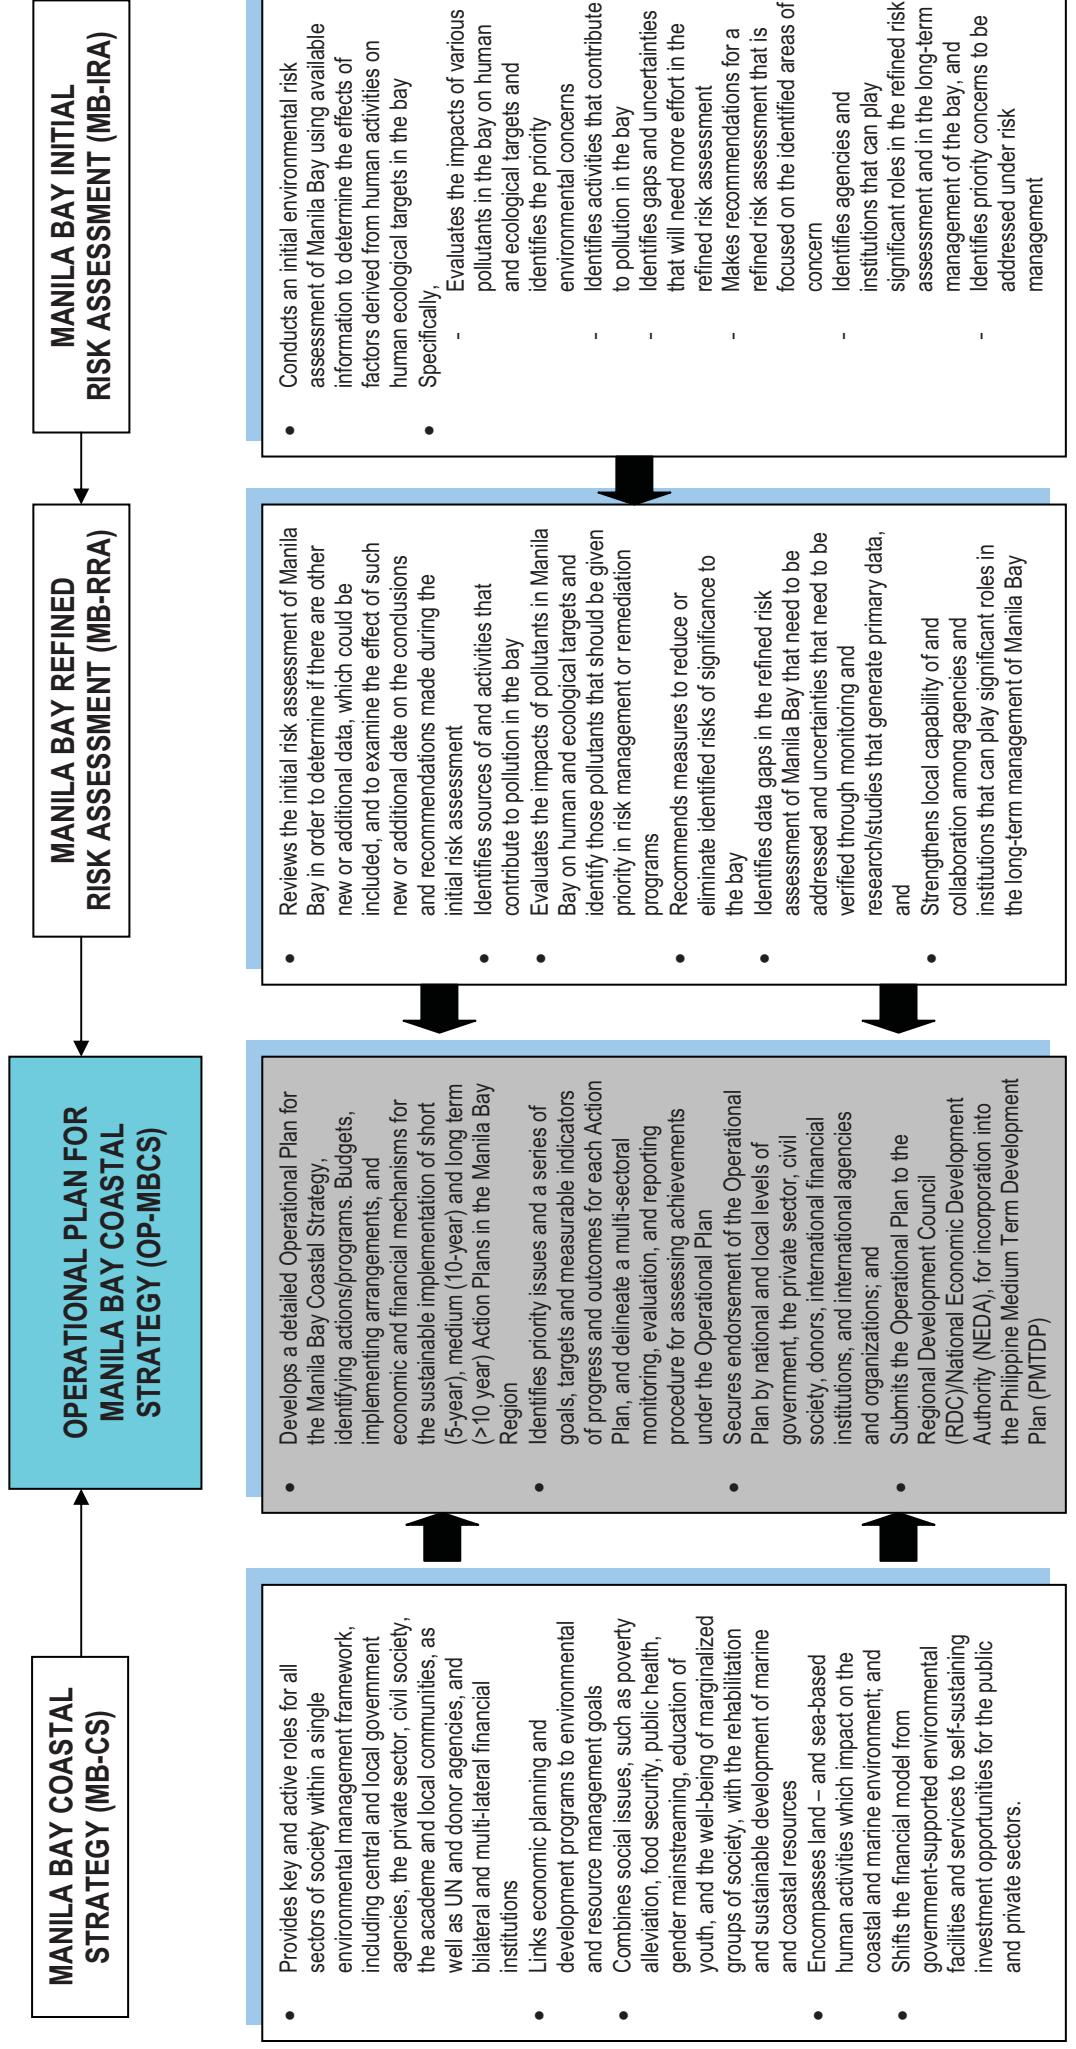 MANILA BAY COASTAL
STRATEGY (MB-CS)
OPERATIONAL PLAN FOR
MANILA BAY COASTAL
STRATEGY (OP-MBCS)
MANILA BAY REFINED
RISK ASSESSMENT (MB-RRA)
MANILA BAY INITIAL
RISK ASSESSMENT (MB-IRA)
• Provides key and active roles for all
sectors of society within a single
environmental management framework,
including central and local government
agencies, the private sector, civil society,
the academe and local communities, as
well as UN and donor agencies, and
bilateral and multi-lateral financial
institutions
• Links economic planning and
development programs to environmental
and resource management goals
• Combines social issues, such as poverty
alleviation, food security, public health,
gender mainstreaming, education of
youth, and the well-being of marginalized
groups of society, with the rehabilitation
and sustainable development of marine
and coastal resources
• Encompasses land – and sea-based
human activities which impact on the
coastal and marine environment; and
• Shifts the financial model from
government-supported environmental
facilities and services to self-sustaining
investment opportunities for the public
and private sectors.
• Develops a detailed Operational Plan for
the Manila Bay Coastal Strategy,
identifying actions/programs. Budgets,
implementing arrangements, and
economic and financial mechanisms for
the sustainable implementation of short
(5-year), medium (10-year) and long term
(>10 year) Action Plans in the Manila Bay
Region
• Identifies priority issues and a series of
goals, targets and measurable indicators
of progress and outcomes for each Action
Plan, and delineate a multi-sectoral
monitoring, evaluation, and reporting
procedure for assessing achievements
under the Operational Plan
• Secures endorsement of the Operational
Plan by national and local levels of
government, the private sector, civil
society, donors, international financial
institutions, and international agencies
and organizations; and
• Submits the Operational Plan to the
Regional Development Council
(RDC)/National Economic Development
Authority (NEDA), for incorporation into
the Philippine Medium Term Development
Plan (PMTDP)
• Reviews the initial risk assessment of Manila
Bay in order to determine if there are other
new or additional data, which could be
included, and to examine the effect of such
new or additional date on the conclusions
and recommendations made during the
initial risk assessment
• Identifies sources of and activities that
contribute to pollution in the bay
• Evaluates the impacts of pollutants in Manila
Bay on human and ecological targets and
identify those pollutants that should be given
priority in risk management or remediation
programs
• Recommends measures to reduce or
eliminate identified risks of significance to
the bay
• Identifies data gaps in the refined risk
assessment of Manila Bay that need to be
addressed and uncertainties that need to be
verified through monitoring and
research/studies that generate primary data,
and
• Strengthens local capability of and
collaboration among agencies and
institutions that can play significant roles in
the long-term management of Manila Bay
• Conducts an initial environmental risk
assessment of Manila Bay using available
information to determine the effects of
factors derived from human activities on
human ecological targets in the bay
• Specifically,
- Evaluates the impacts of various
pollutants in the bay on human
and ecological targets and
identifies the priority
environmental concerns
- Identifies activities that contribute
to pollution in the bay
- Identifies gaps and uncertainties
that will need more effort in the
refined risk assessment
- Makes recommendations for a
refined risk assessment that is
focused on the identified areas of
concern
- Identifies agencies and
institutions that can play
significant roles in the refined risk
assessment and in the long-term
management of the bay, and
- Identifies priority concerns to be
addressed under risk
management